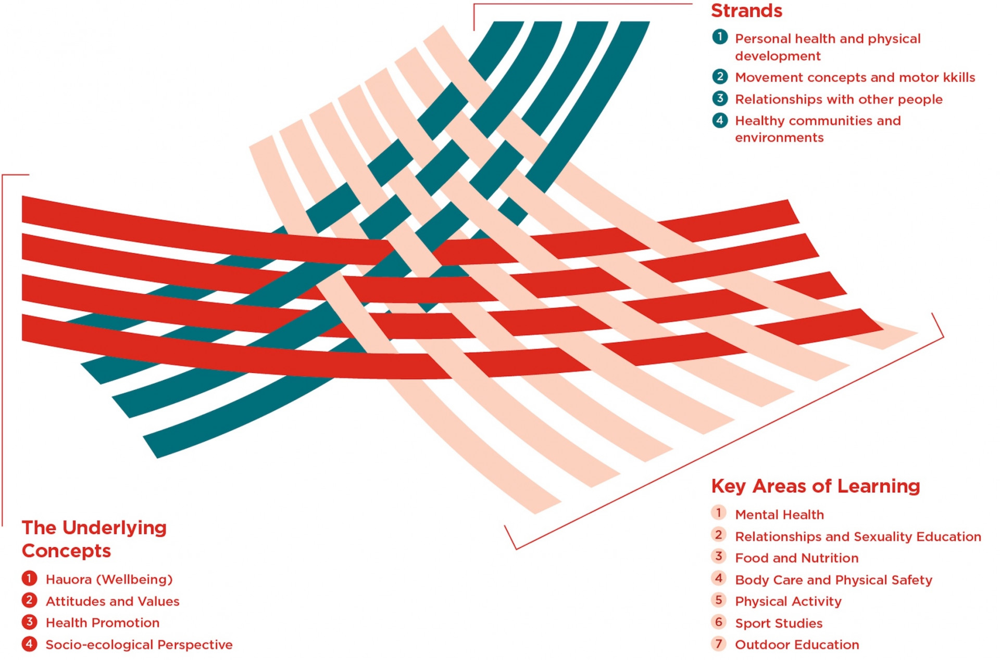 Strands
1 Personal health and physical
development
2 Movement concepts and motor kkills
3 Relationships with other people
4 Healthy communities and
environments
The Underlying
Concepts
1 Hauora (Wellbeing)
2 Attitudes and Values
3 Health Promotion
4 Socio-ecological Perspective
Key Areas of Learning
1 Mental Health
2 Relationships and Sexuality Education
3 Food and Nutrition
4 Body Care and Physical Safety
5 Physical Activity
6 Sport Studies
7 Outdoor Education